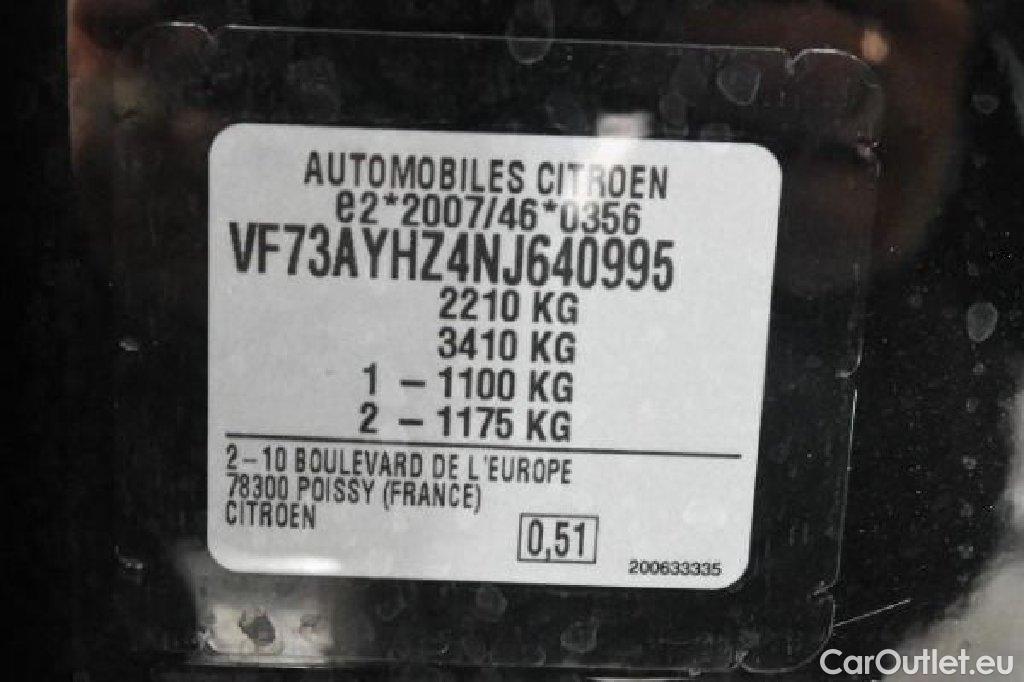 AUTOMOBILES CITROEN
e2*2007/46*0356
VF73AYHZ4NJ640995
2210 KG
3410 KG
1 – 1100 KG
2 – 1175 KG
2–10 BOULEVARD DE L'EUROPE
78300 POISSY (FRANCE)
CITROEN
0,51
200633335
CarOutlet.eu